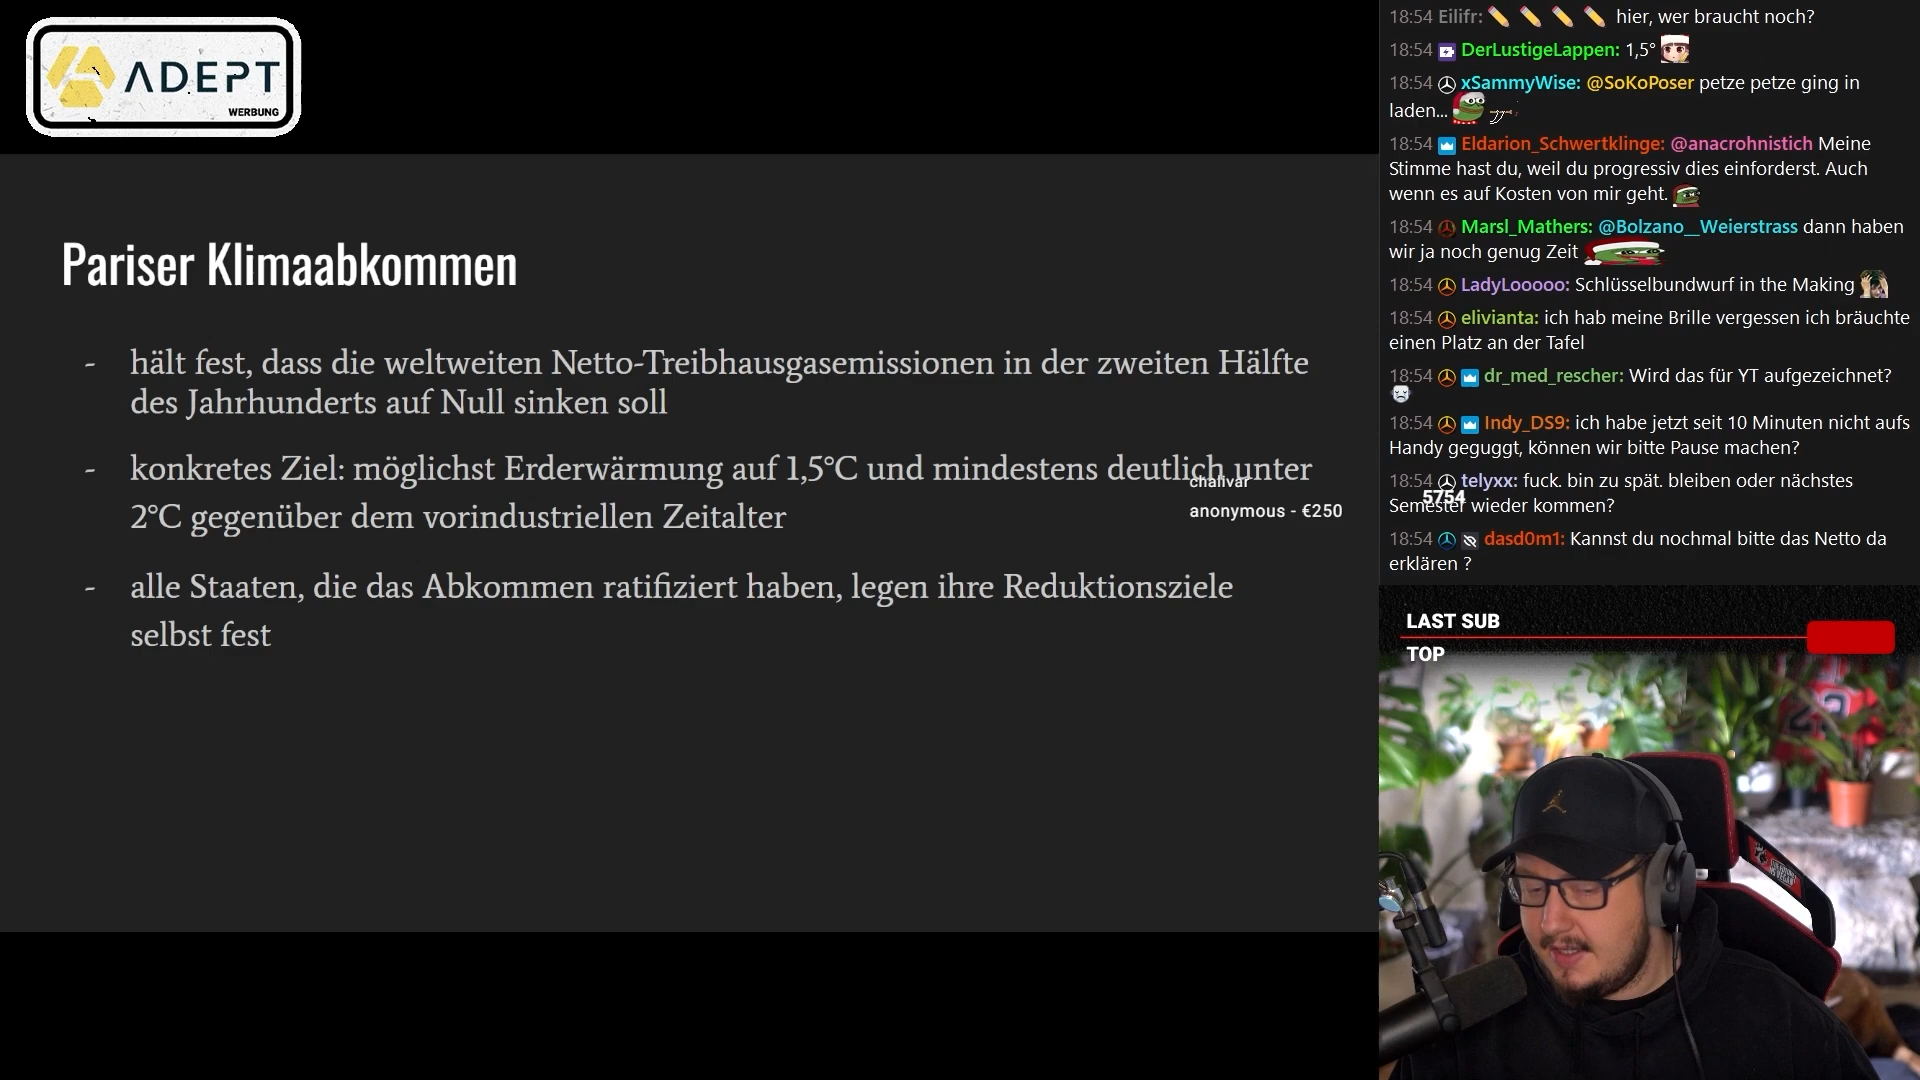 ADEPT
WERBUNG
Pariser Klimaabkommen
- hält fest, dass die weltweiten Netto-Treibhausgasemissionen in der zweiten Hälfte
des Jahrhunderts auf Null sinken soll
- konkretes Ziel: möglichst Erderwärmung auf 1,5°C und mindestens deutlich unter
2°C gegenüber dem vorindustriellen Zeitalter
- alle Staaten, die das Abkommen ratifiziert haben, legen ihre Reduktionsziele
selbst fest
chalivar
anonymous - €250
18:54 Eilifr: hier, wer braucht noch?
18:54 DerLustigeLappen: 1,5°
18:54 xSammyWise: @SoKoPoser petze petze ging in
laden...
18:54 Eldarion_Schwertklinge: @anacrohnistich Meine
Stimme hast du, weil du progressiv dies einforderst. Auch
wenn es auf Kosten von mir geht.
18:54 Marsl_Mathers: @Bolzano__Weierstrass dann haben
wir ja noch genug Zeit
18:54 LadyLooooo: Schlüsselbundwurf in the Making
18:54 elivianta: ich hab meine Brille vergessen ich bräuchte
einen Platz an der Tafel
18:54 dr_med_rescher: Wird das für YT aufgezeichnet?
18:54 Indy_DS9: ich habe jetzt seit 10 Minuten nicht aufs
Handy geguggt, können wir bitte Pause machen?
18:54 telyxx: fuck. bin zu spät. bleiben oder nächstes
Semester wieder kommen?
5754
18:54 dasd0m1: Kannst du nochmal bitte das Netto da
erklären ?
LAST SUB
TOP
23